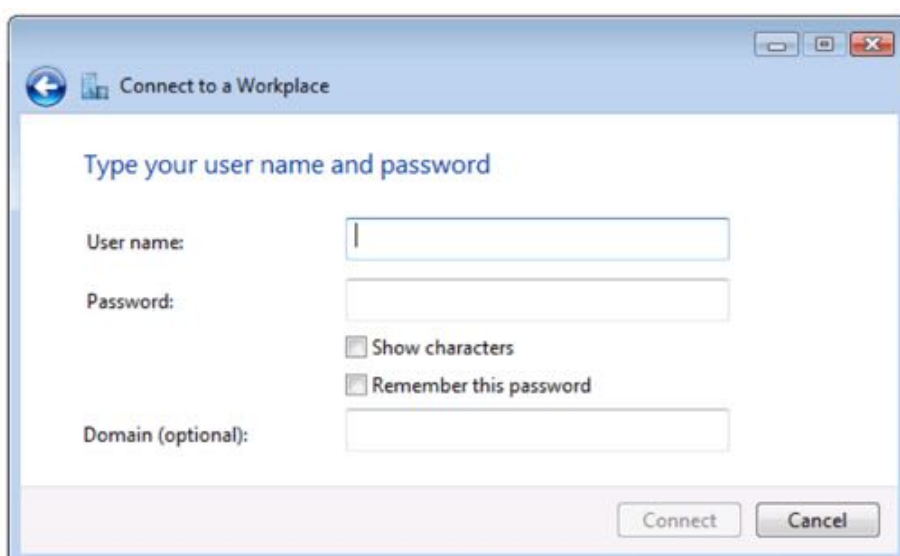 Connect to a Workplace
Type your user name and password
User name:
Password:
Show characters
Remember this password
Domain (optional):
Connect Cancel